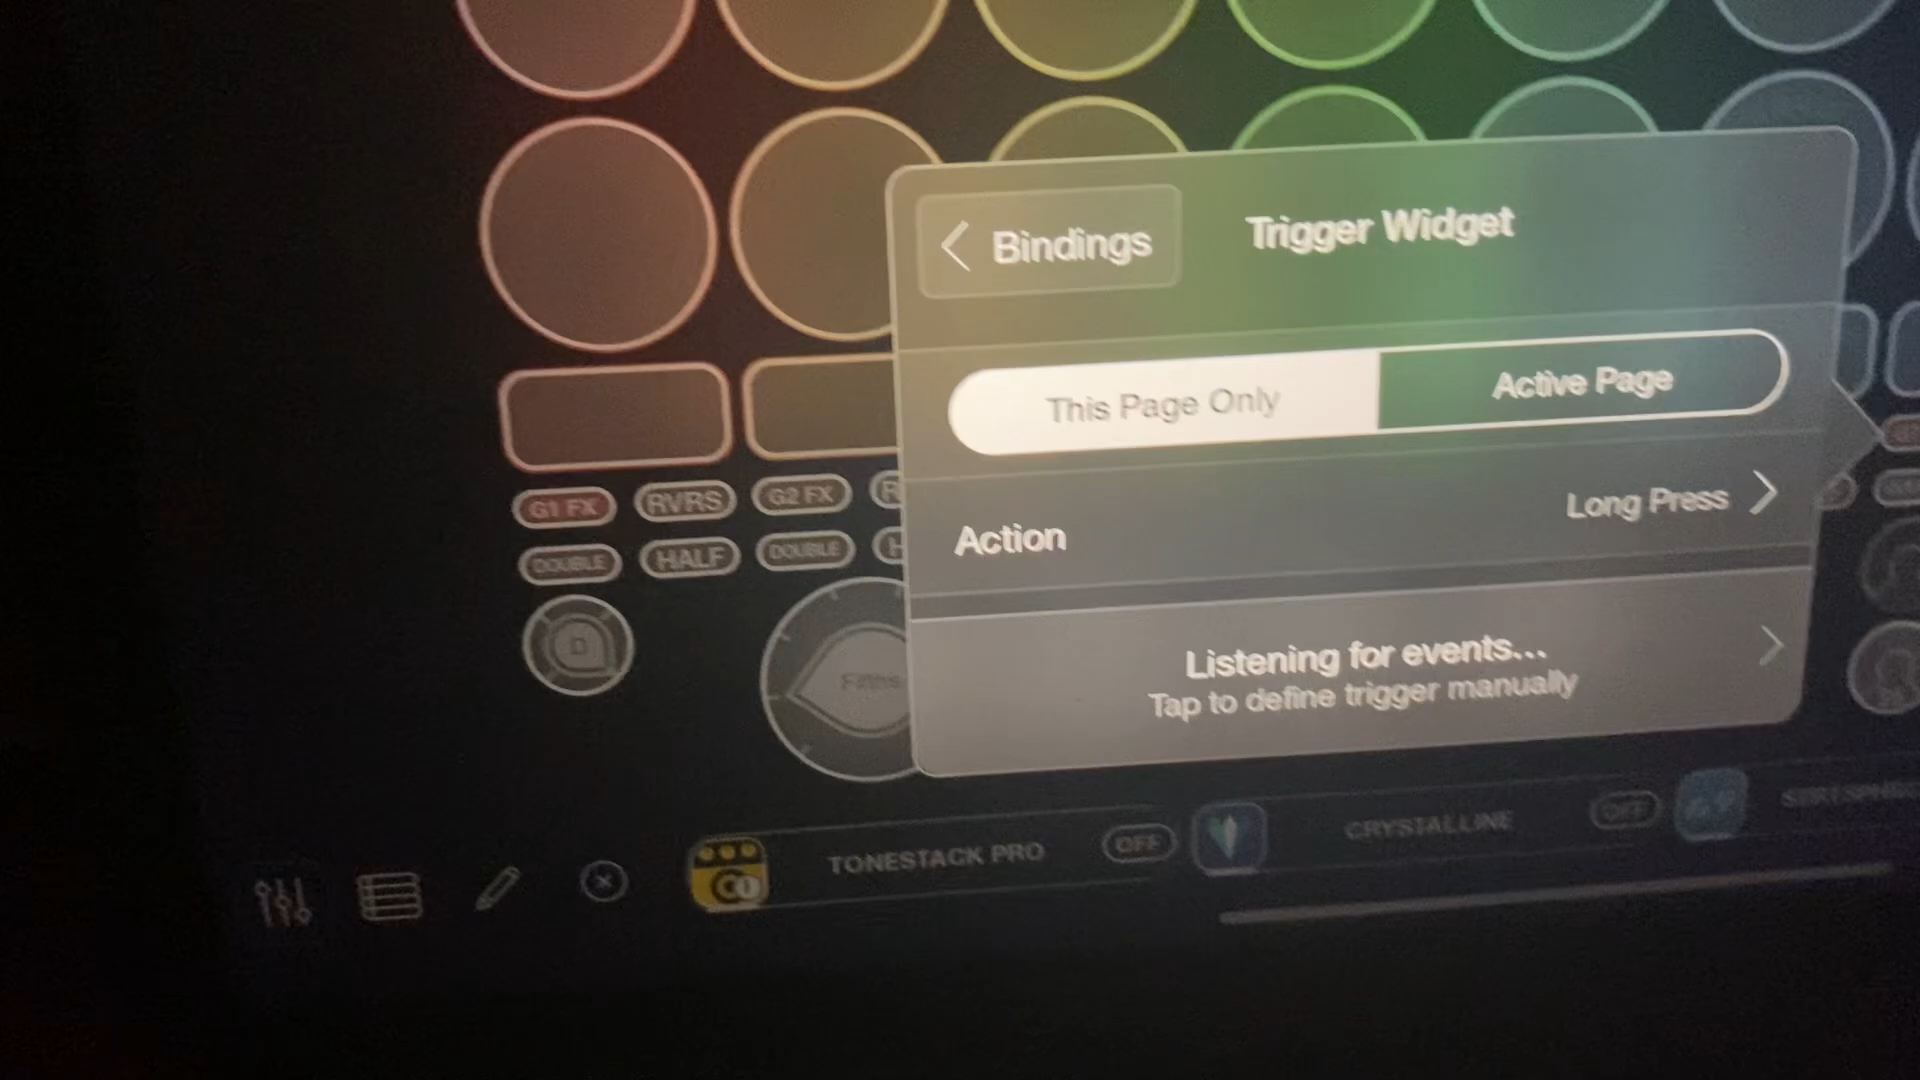 Bindings
Trigger Widget
This Page Only
Active Page
Action
Long Press
Listening for events...
Tap to define trigger manually
G1 FX
RVRS
G2 FX
DOUBLE
HALF
DOUBLE
D
TONESTACK PRO
OFF
CRYSTALLINE
OFF